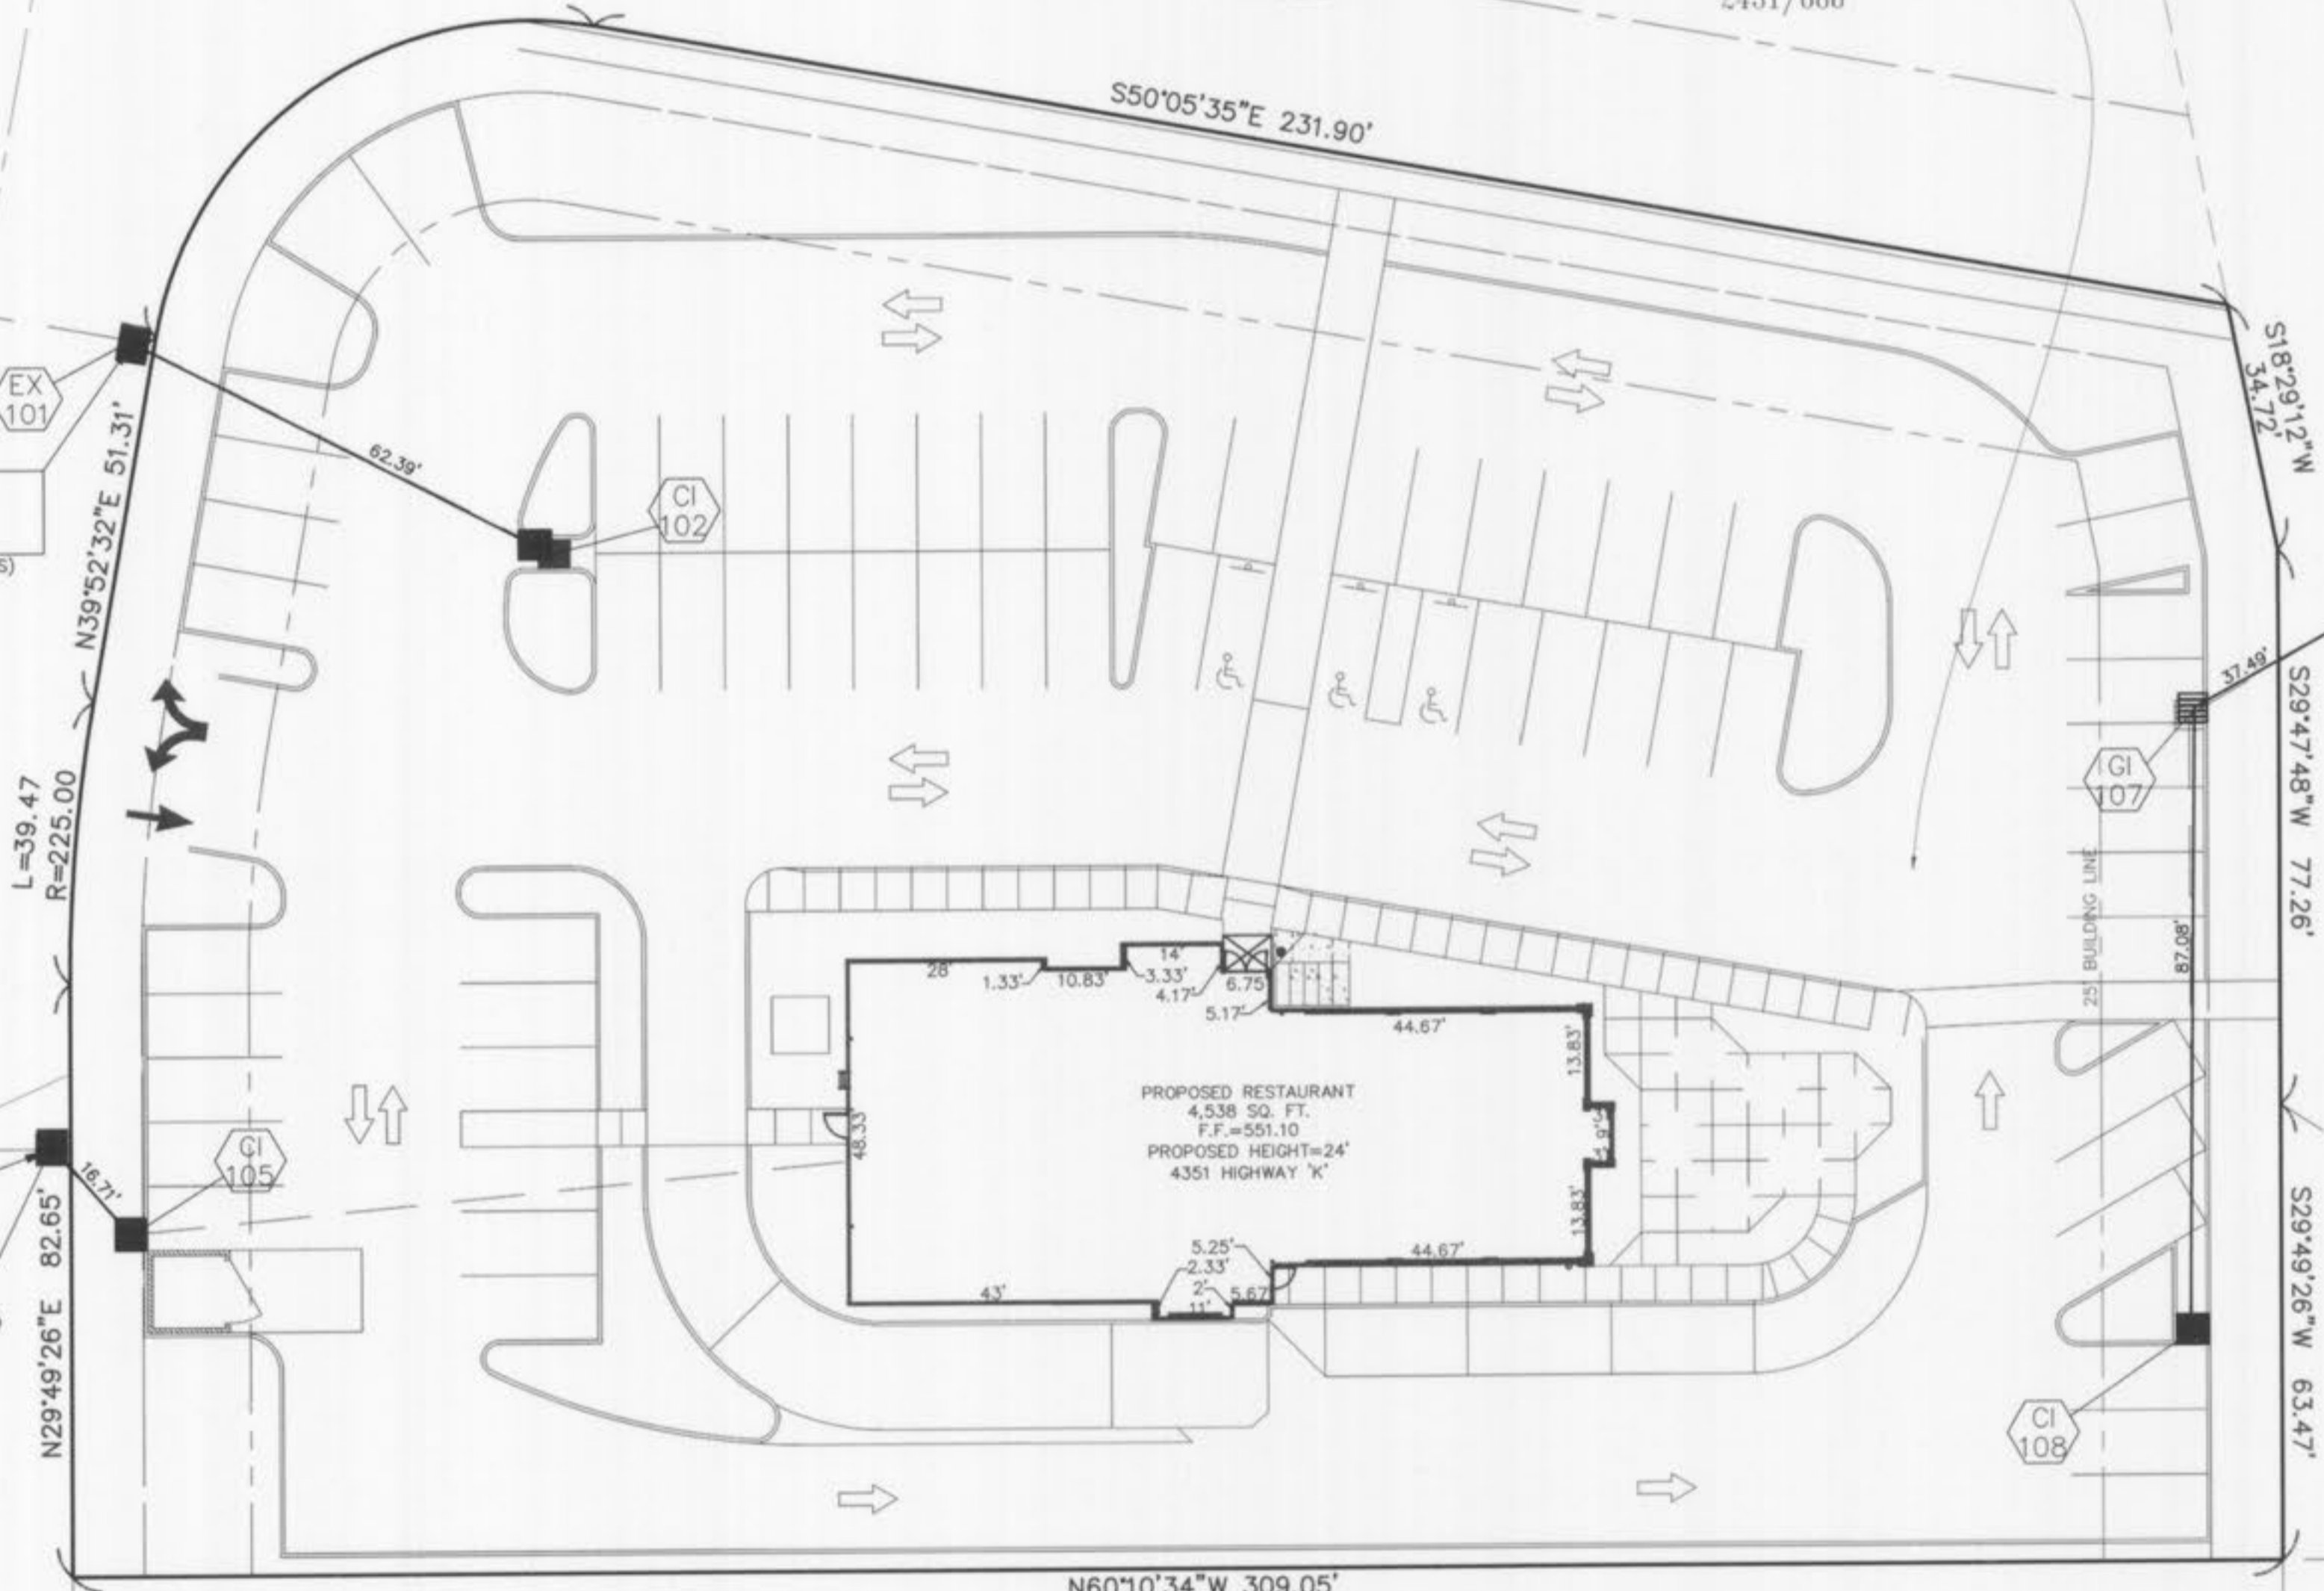 S50°05'35"E 231.90'
S18°29'12"W
34.72'
EX
101
N39°52'32"E 51.31'
62.39'
CI
102
S)
37.49'
S29°47'48"W 77.26'
GI
107
L=39.47
R=225.00
25' BUILDING LINE
87.08'
28'
1.33'
10.83'
14'
3.33'
4.17'
6.75'
5.17'
44.67'
13.83'
PROPOSED RESTAURANT
4,538 SQ. FT.
F.F.=551.10
PROPOSED HEIGHT=24'
4351 HIGHWAY 'K'
48.33'
3'
9'
3'
13.83'
CI
105
16.71'
N29°49'26"E 82.65'
5.25'
2.33'
2'
11'
5.67'
43'
44.67'
S29°49'26"W 63.47'
CI
108
N60°10'34"W 309.05'